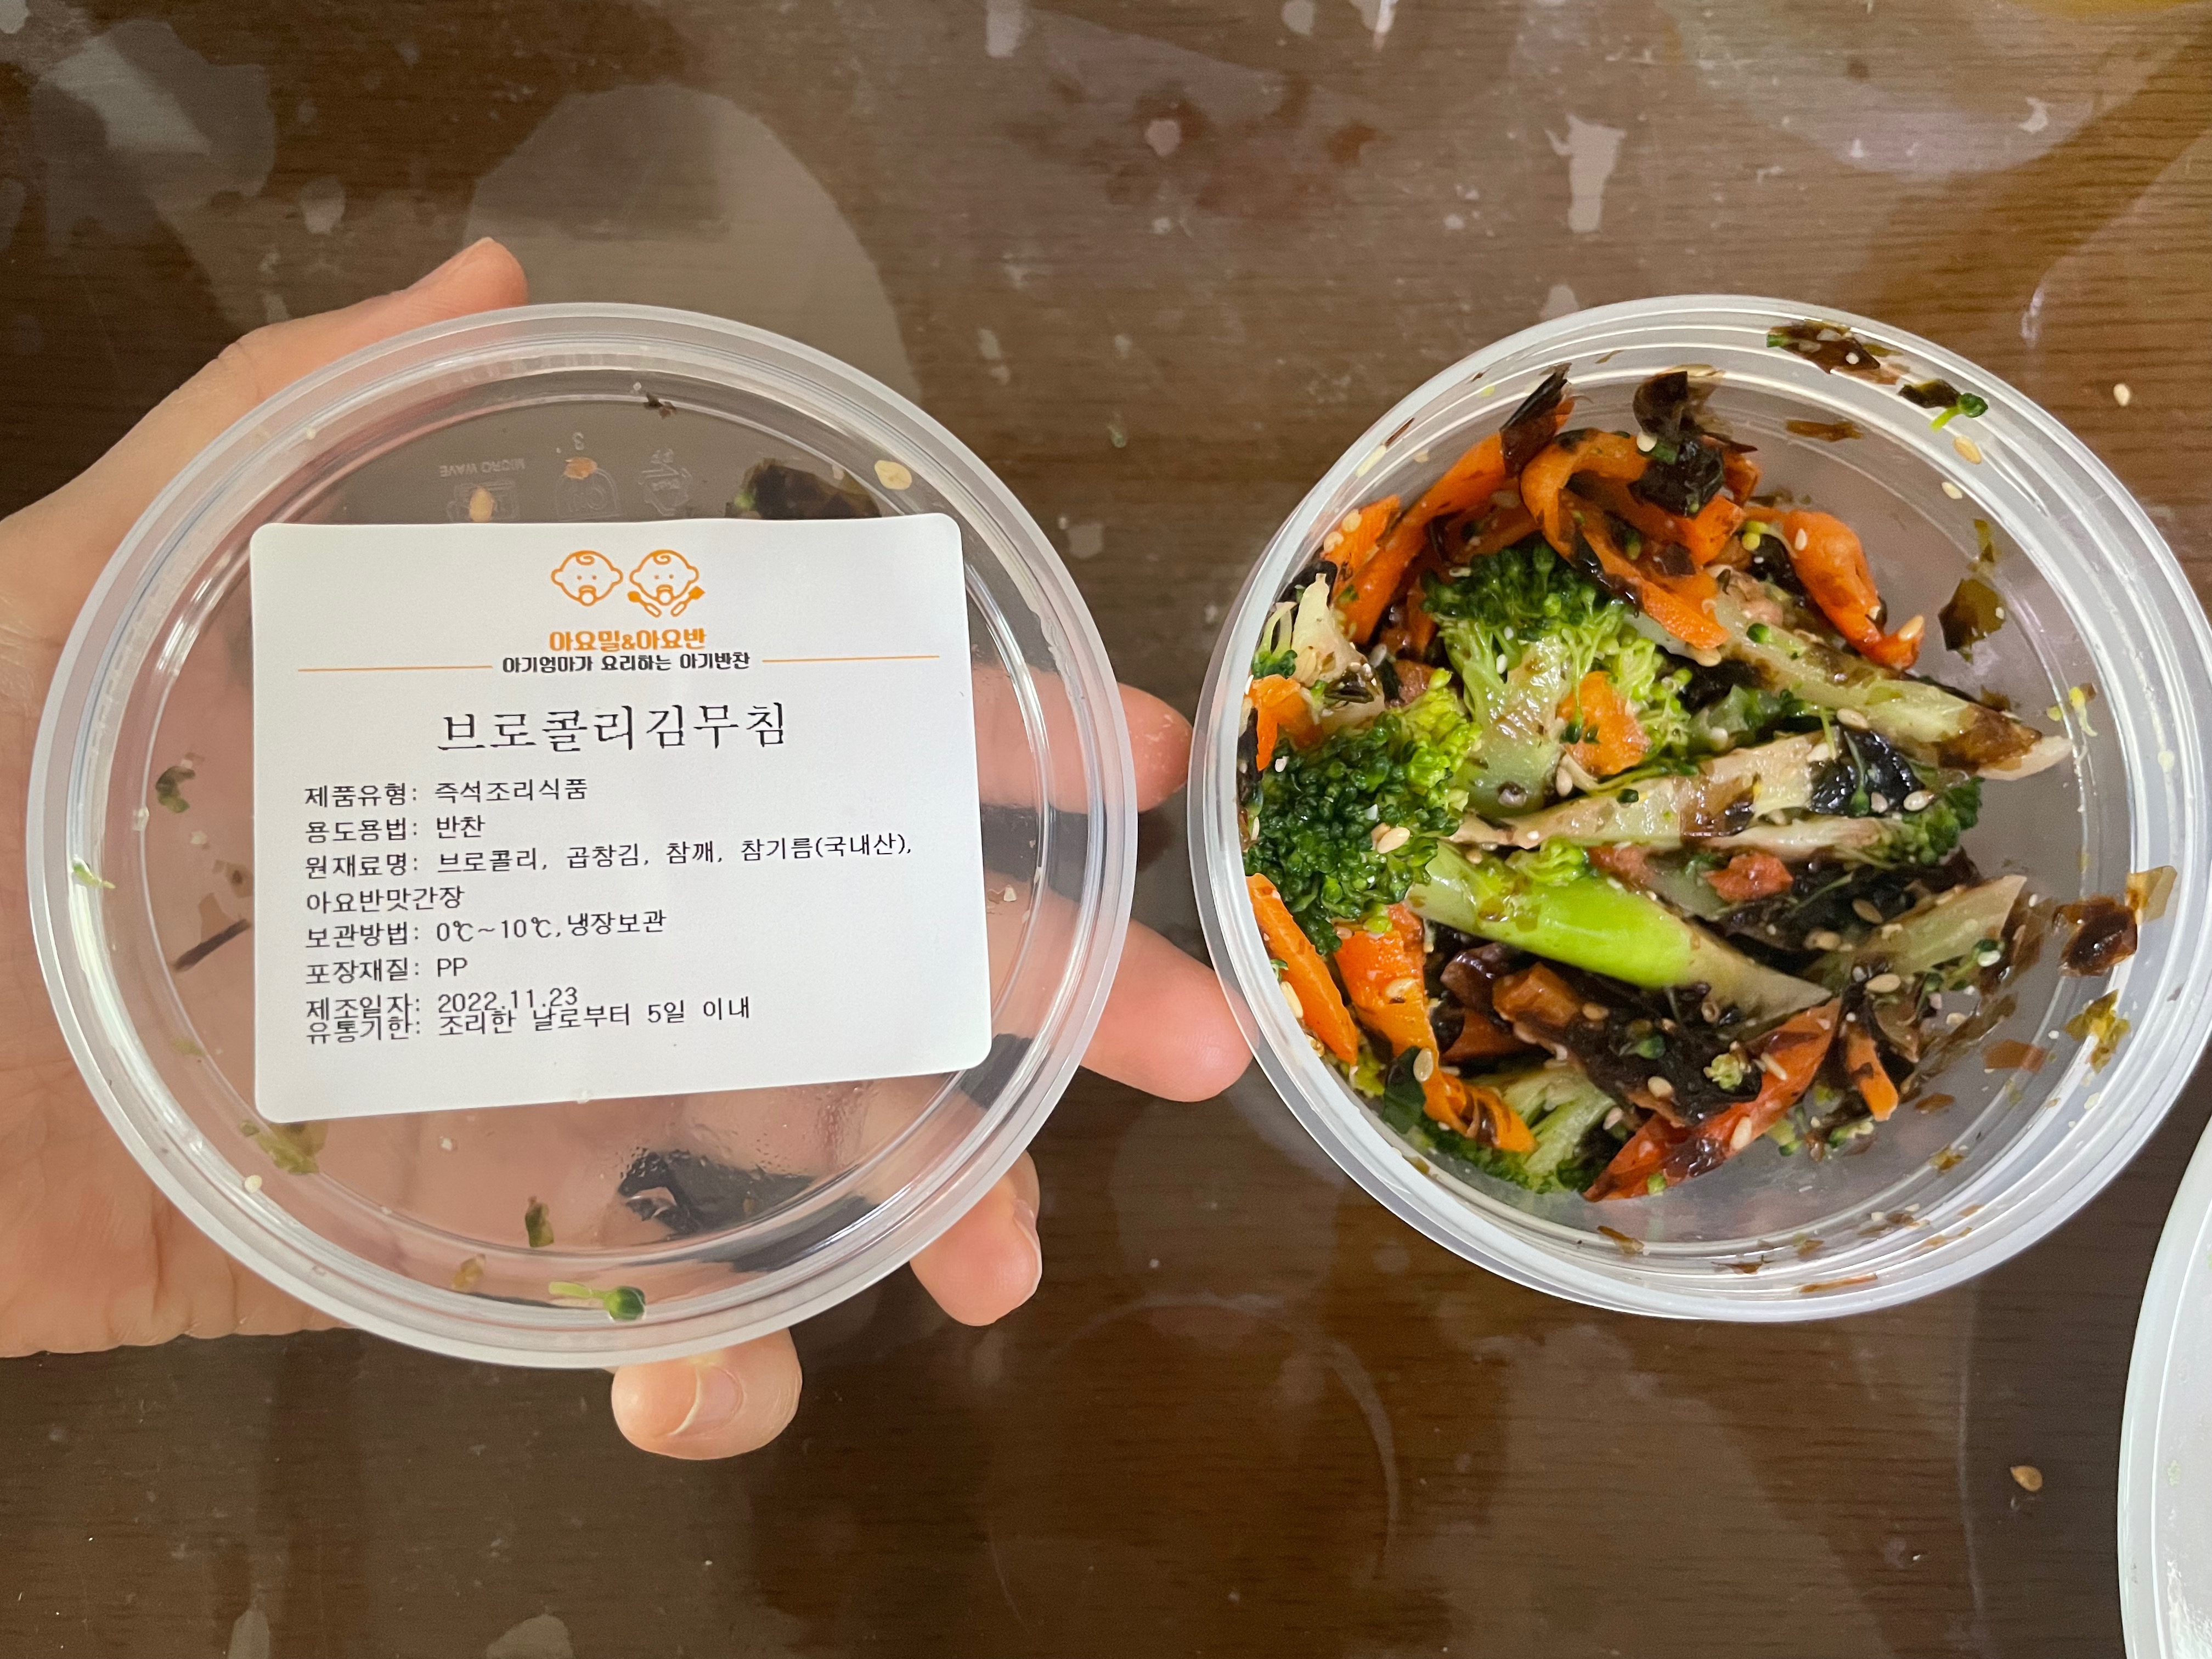 MICRO WAVE
3
아요밀&아요반
아기엄마가 요리하는 아기반찬
브로콜리김무침
제품유형: 즉석조리식품
용도용법: 반찬
원재료명: 브로콜리, 곱창김, 참깨, 참기름(국내산),
아요반맛간장
보관방법: 0℃~10℃,냉장보관
포장재질: PP
제조일자: 2022.11.23
유통기한: 조리한 날로부터 5일 이내